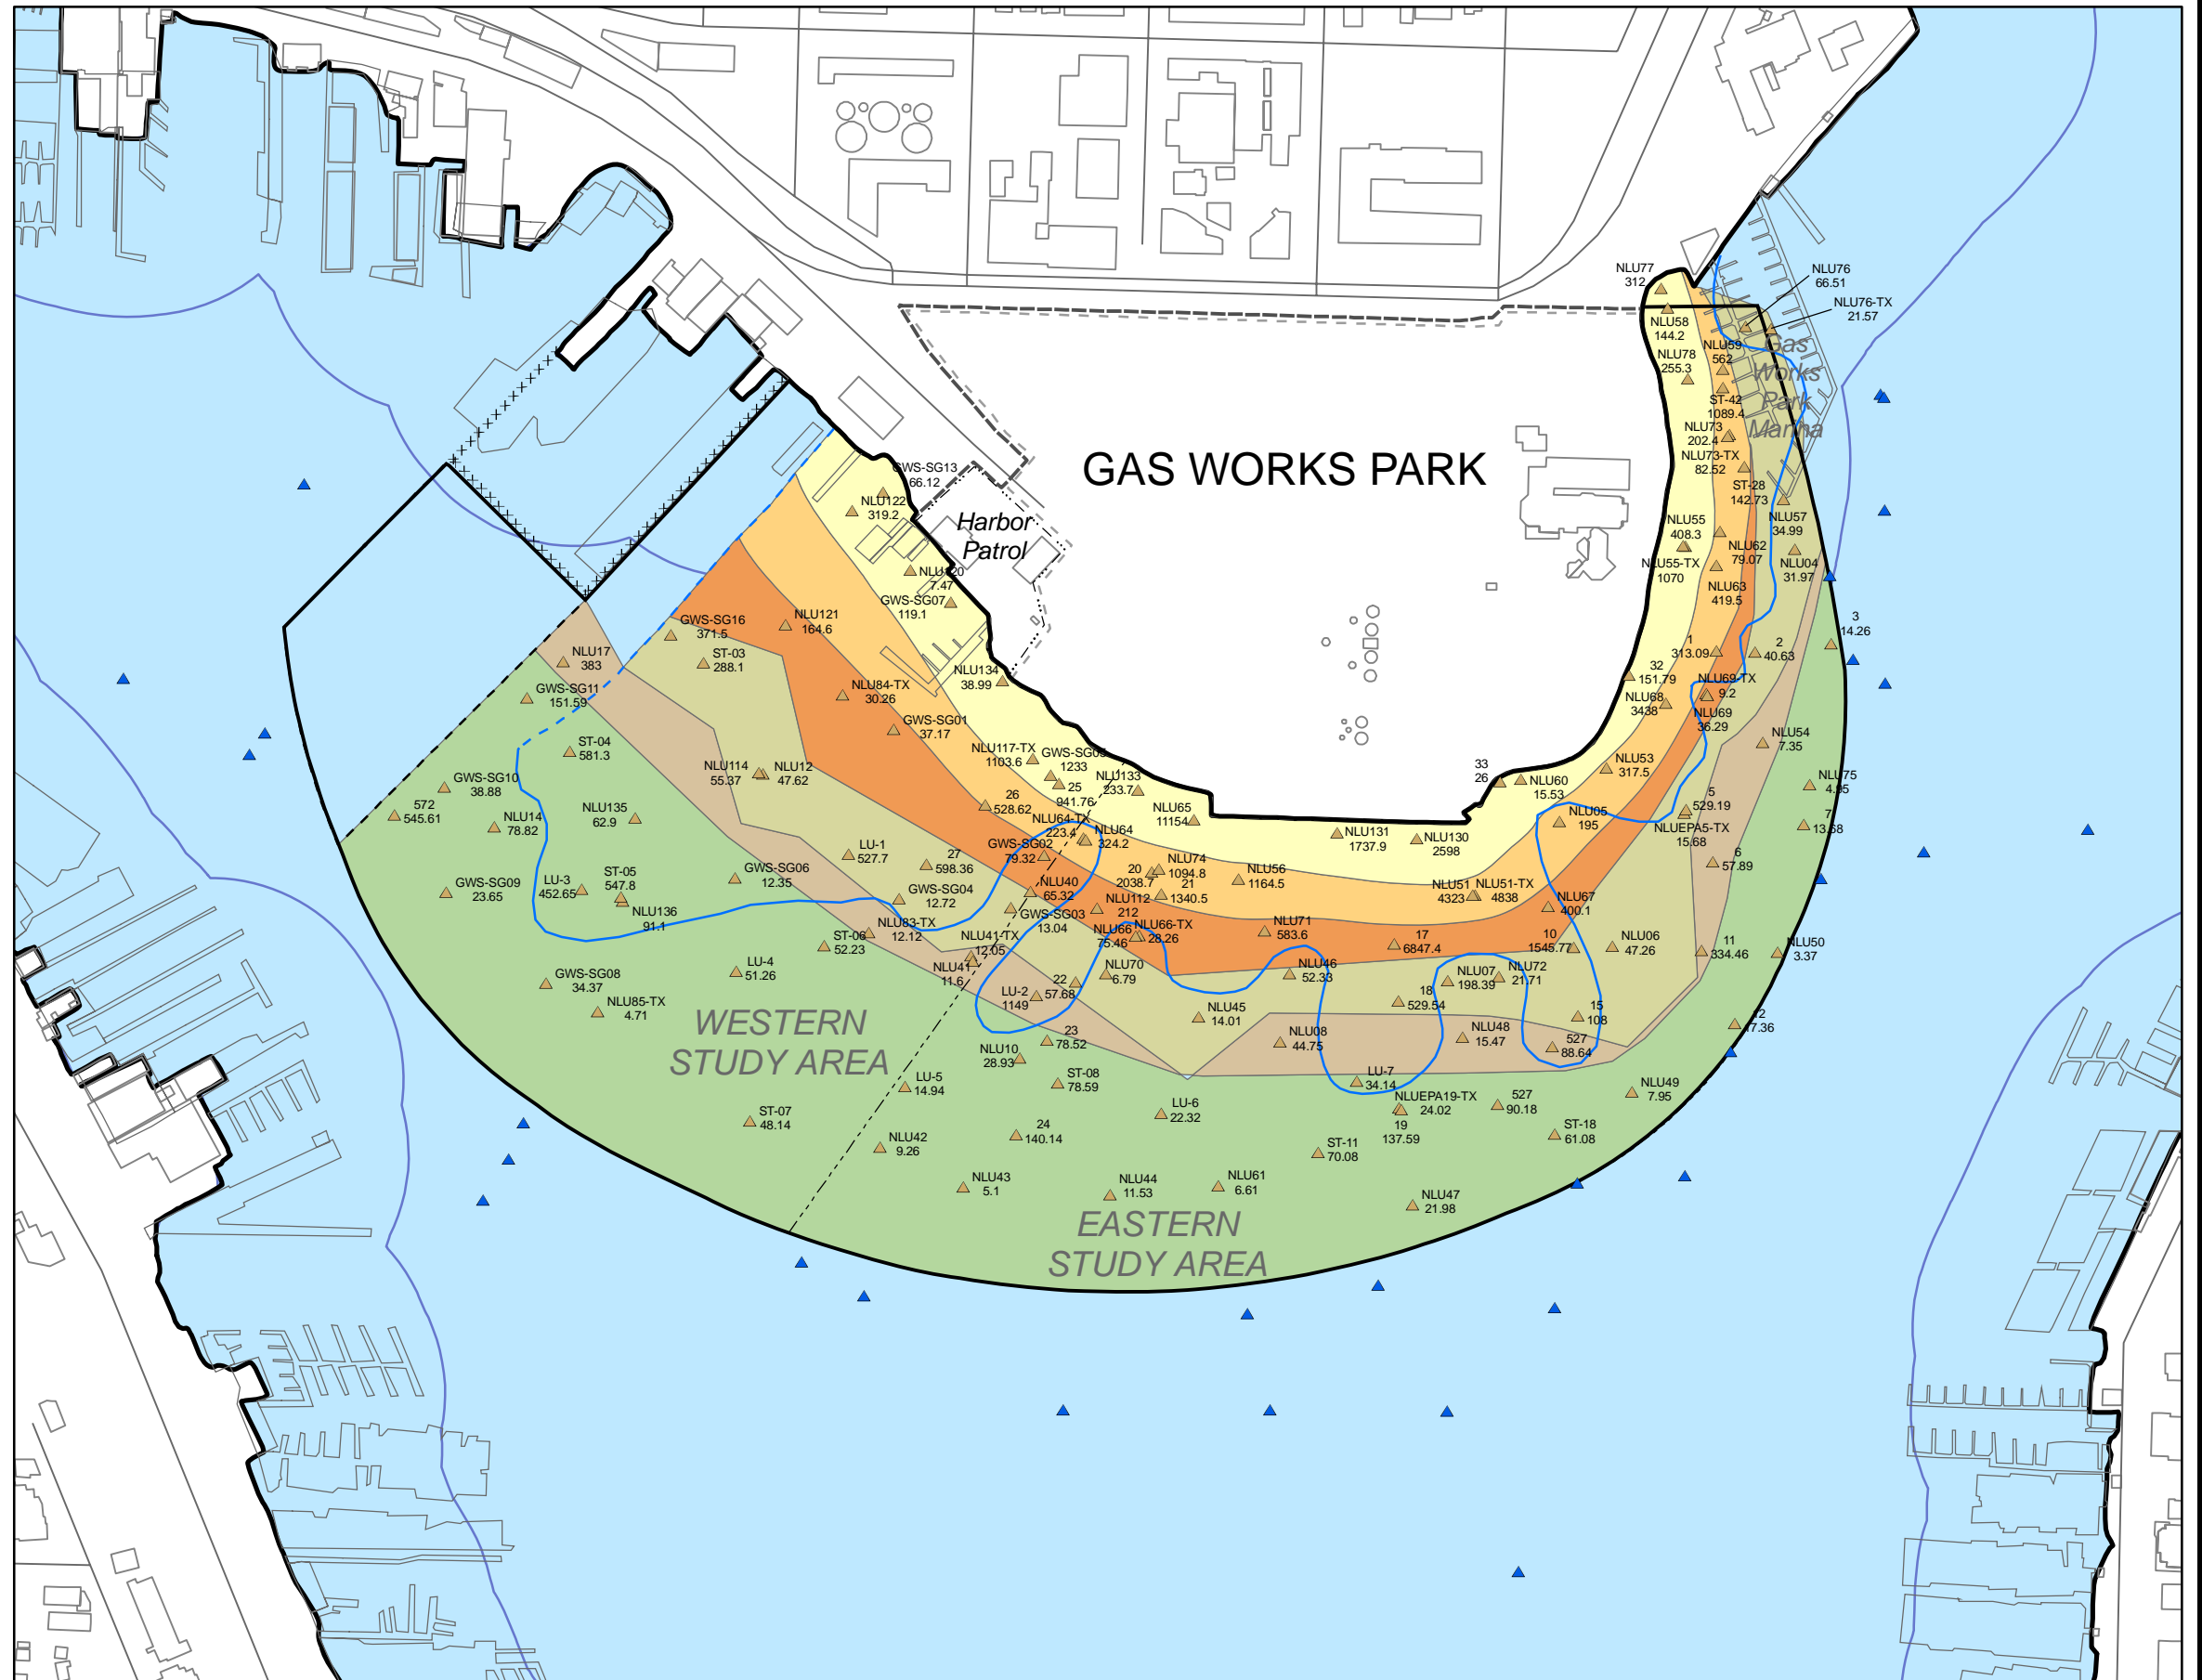 NLU77
312
NLU76
66.51
NLU76-TX
21.57
NLU58
144.2
NLU59
562
NLU78
255.3
Gas
Works
Park
Marina
ST-42
1089.4
NLU73
202.4
NLU73-TX
82.52
ST-28
142.73
NLU57
34.99
NLU55
408.3
NLU62
79.07
NLU55-TX
1070
NLU04
31.97
NLU63
419.5
GAS WORKS PARK
Harbor
Patrol
GWS-SG13
66.12
NLU122
319.2
NLU120
7.47
GWS-SG07
119.1
NLU121
164.6
GWS-SG16
371.5
ST-03
288.1
NLU17
383
GWS-SG11
151.59
NLU134
38.99
NLU84-TX
30.26
GWS-SG01
37.17
3
14.26
1
313.09
2
40.63
32
151.79
NLU69-TX
9.2
NLU68
3438
NLU69
36.29
NLU54
7.35
NLU53
317.5
NLU75
4.95
ST-04
581.3
GWS-SG10
38.88
572
545.61
NLU14
78.82
NLU135
62.9
NLU114
55.37
NLU12
47.62
NLU117-TX
1103.6
GWS-SG05
1233
25
941.76
NLU133
233.7
26
528.62
NLU65
11154
NLU64-TX
223.4
NLU64
324.2
33
26
NLU60
15.53
NLU05
195
5
529.19
NLUEPA5-TX
15.68
7
13.68
6
57.89
NLU131
1737.9
NLU130
2598
GWS-SG02
79.32
LU-1
527.7
27
598.36
GWS-SG06
12.35
GWS-SG04
12.72
NLU40
65.32
20
2038.7
NLU74
1094.8
21
1340.5
NLU56
1164.5
NLU51
4323
NLU51-TX
4838
NLU67
400.1
GWS-SG09
23.65
LU-3
452.65
ST-05
547.8
NLU136
91.1
GWS-SG03
13.04
NLU112
212
NLU66
75.46
NLU66-TX
28.26
NLU71
583.6
17
6847.4
10
1545.77
NLU06
47.26
11
334.46
NLU50
3.37
ST-06
52.23
NLU83-TX
12.12
NLU41-TX
12.05
NLU41
11.6
LU-4
51.26
GWS-SG08
34.37
NLU85-TX
4.71
LU-2
1149
22
57.68
NLU70
6.79
NLU46
52.33
NLU07
198.39
NLU72
21.71
18
529.54
NLU45
14.01
NLU08
44.75
NLU48
15.47
15
108
527
88.64
12
17.36
WESTERN
STUDY AREA
23
78.52
NLU10
28.93
ST-08
78.59
LU-5
14.94
LU-7
34.14
NLU49
7.95
ST-07
48.14
NLU42
9.26
24
140.14
LU-6
22.32
NLUEPA19-TX
24.02
19
137.59
527
90.18
ST-18
61.08
ST-11
70.08
NLU43
5.1
NLU44
11.53
NLU61
6.61
NLU47
21.98
EASTERN
STUDY AREA